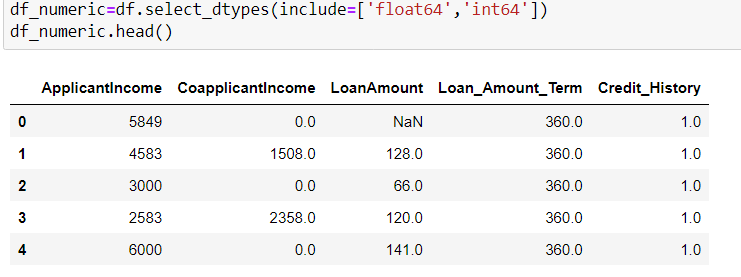 df_numeric=df.select_dtypes(include=['float64','int64'])
df_numeric.head()
ApplicantIncome CoapplicantIncome LoanAmount Loan_Amount_Term Credit_History
0 5849 0.0 NaN 360.0 1.0
1 4583 1508.0 128.0 360.0 1.0
2 3000 0.0 66.0 360.0 1.0
3 2583 2358.0 120.0 360.0 1.0
4 6000 0.0 141.0 360.0 1.0